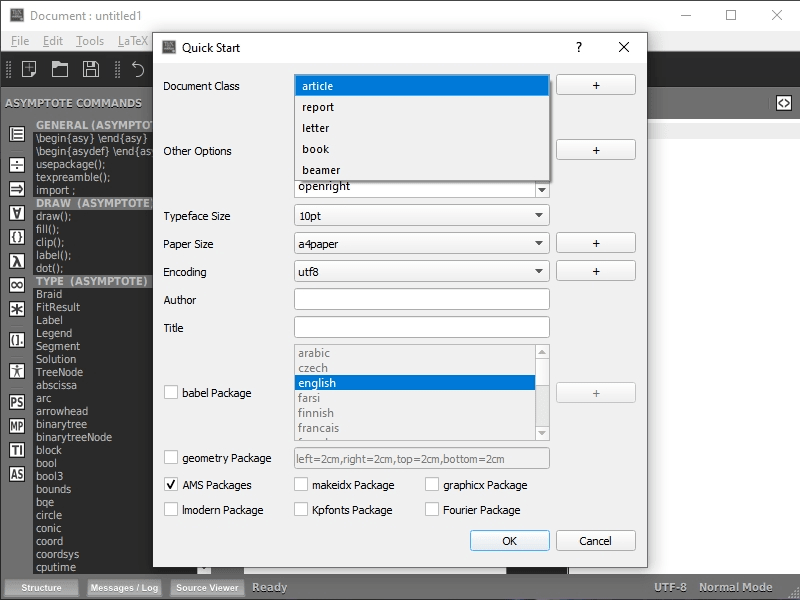 Document : untitled1
File Edit Tools LaTeX
Quick Start ?
ASYMPTOTE COMMANDS
GENERAL (ASYMPTO
\begin{asy} \end{asy}
\begin{asydef} \end{asy
usepackage();
texpreamble();
import ;
DRAW (ASYMPTOTE)
draw();
fill();
clip();
label();
dot();
TYPE (ASYMPTOTE)
Braid
FitResult
Label
Legend
Segment
Solution
TreeNode
abscissa
arc
arrowhead
binarytree
binarytreeNode
block
bool
bool3
bounds
bqe
circle
conic
coord
coordsys
cputime
PS
MP
TI
AS
Document Class
article
report
letter
book
beamer
+
Other Options
openright
+
Typeface Size 10pt
Paper Size a4paper +
Encoding utf8 +
Author
Title
babel Package
arabic
czech
english
farsi
finnish
francais
+
geometry Package left=2cm,right=2cm,top=2cm,bottom=2cm
AMS Packages makeidx Package graphicx Package
lmodern Package Kpfonts Package Fourier Package
OK Cancel
Structure Messages / Log Source Viewer Ready UTF-8 Normal Mode